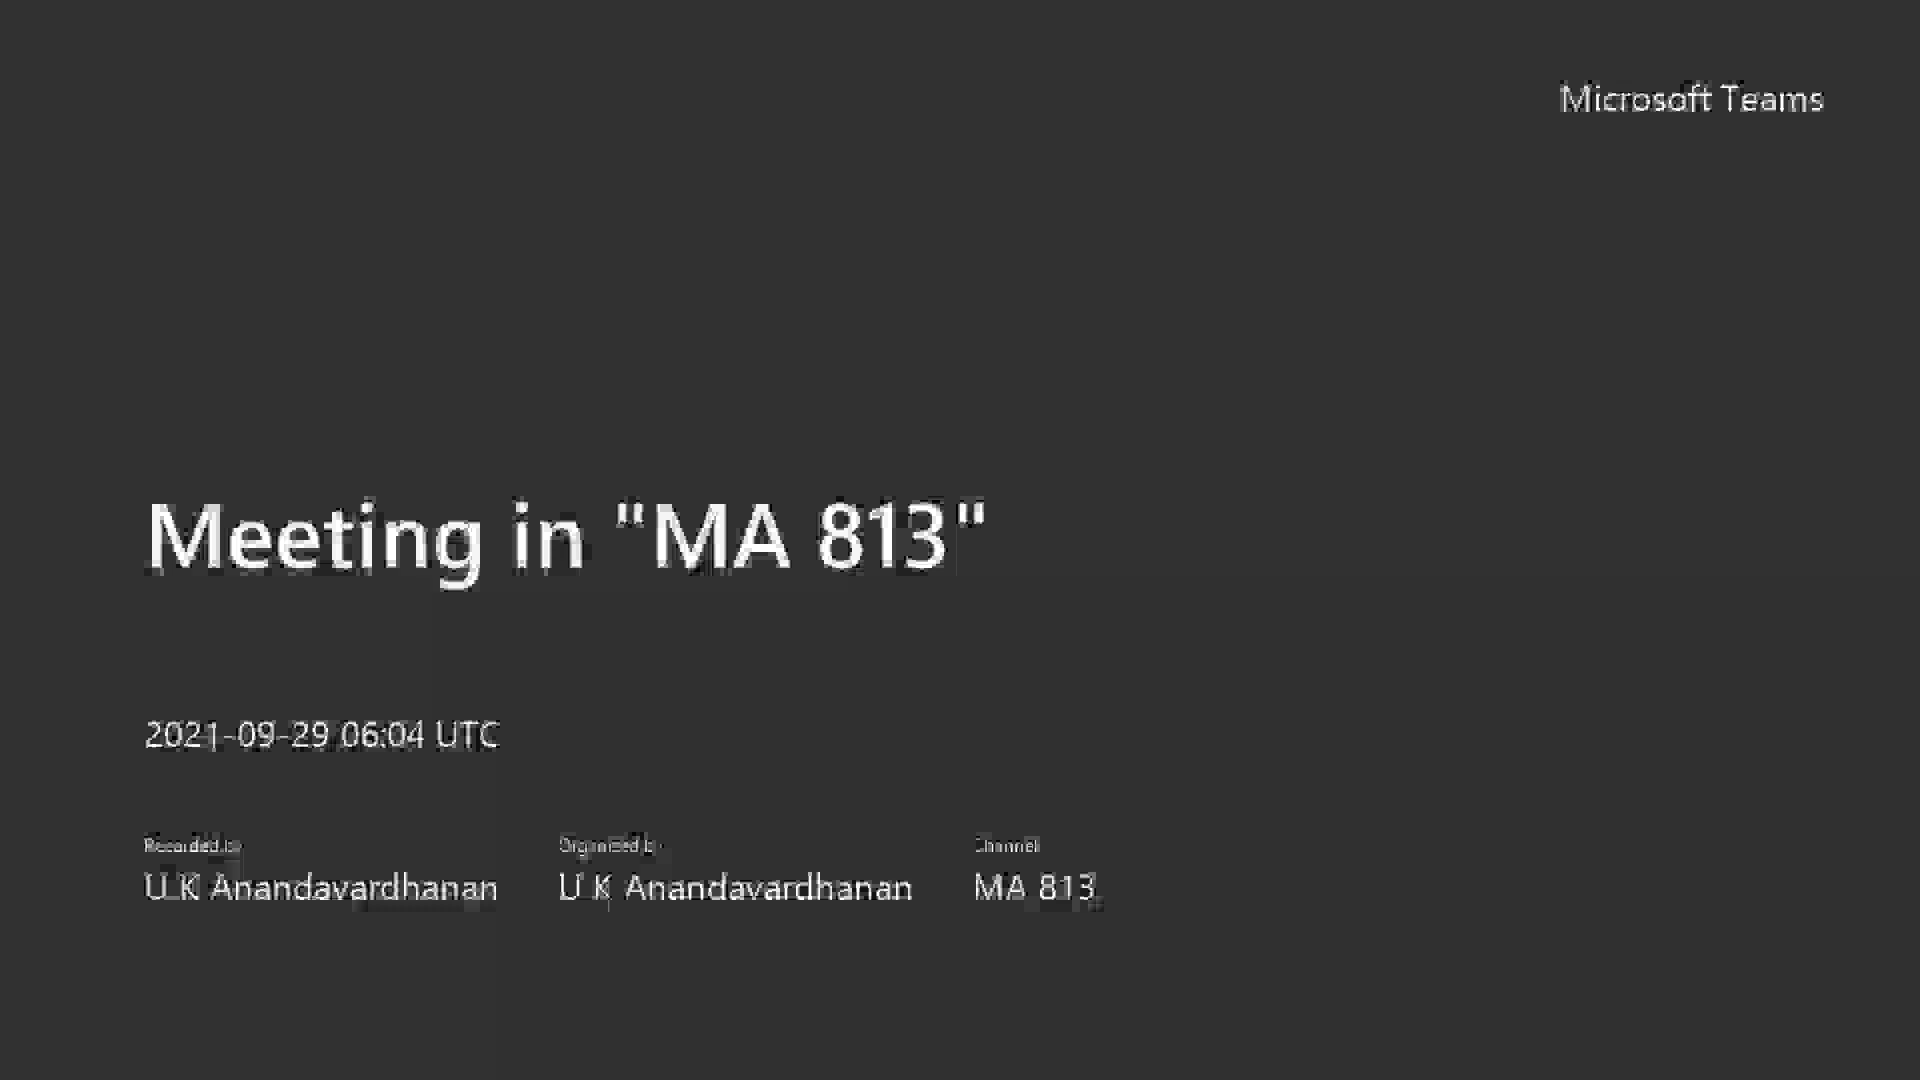 Microsoft Teams
Meeting in "MA 813"
2021-09-29 06:04 UTC
Recorded by Organized by Channel
U K Anandavardhanan U K Anandavardhanan MA 813